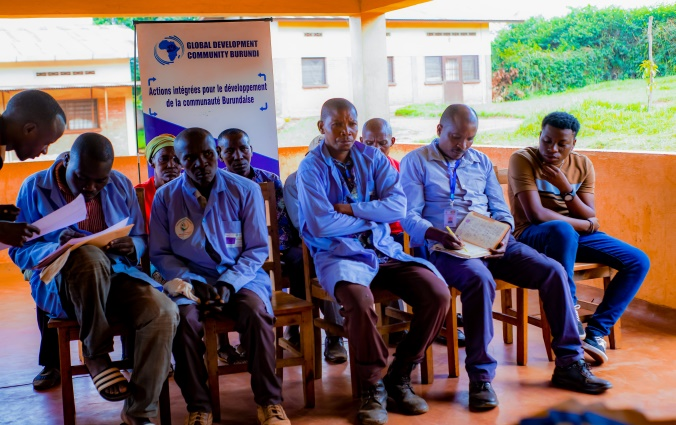 GLOBAL DEVELOPMENT
COMMUNITY BURUNDI
Actions intégrées pour le développement
de la communauté Burundaise